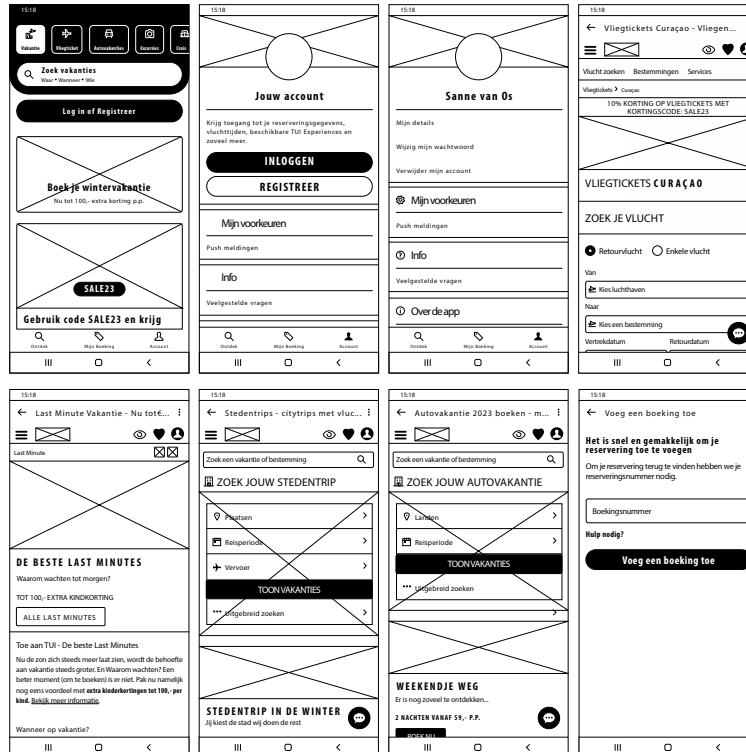 15:18
Vakantie Vliegticket Autovakanties Excursies Cruis
Zoek vakanties
Waar • Wanneer • Wie
Log in of Registreer
Boek je wintervakantie
Nu tot 100,- extra korting p.p.
SALE23
Gebruik code SALE23 en krijg
Ontdek Mijn Boeking Account
15:18
Jouw account
Krijg toegang tot je reserveringsgegevens,
vluchttijden, beschikbare TUI Experiences en
zoveel meer.
INLOGGEN
REGISTREER
Mijn voorkeuren
Push meldingen
Info
Veelgestelde vragen
Ontdek Mijn Boeking Account
15:18
Sanne van Os
Mijn details
Wijzig mijn wachtwoord
Verwijder mijn account
Mijn voorkeuren
Push meldingen
Info
Veelgestelde vragen
Over de app
Ontdek Mijn Boeking Account
15:18
Vliegtickets Curaçao - Vliegen...
Vlucht zoeken Bestemmingen Services
Vliegtickets > Curaçao
10% KORTING OP VLIEGTICKETS MET
KORTINGSCODE: SALE23
VLIEGTICKETS CURAÇAO
ZOEK JE VLUCHT
Retourvlucht Enkele vlucht
Van
Kies luchthaven
Naar
Kies een bestemming
Vertrekdatum Retourdatum
15:18
Last Minute Vakantie - Nu tot€...
Last Minute
DE BESTE LAST MINUTES
Waarom wachten tot morgen?
TOT 100,- EXTRA KINDKORTING
ALLE LAST MINUTES
Toe aan TUI - De beste Last Minutes
Nu de zon zich steeds meer laat zien, wordt de behoefte
aan vakantie steeds groter. En Waarom wachten? Een
beter moment (om te boeken) is er niet. Pak nu namelijk
nog eens voordeel met extra kinderkortingen tot 100,- per
kind. Bekijk meer informatie.
Wanneer op vakantie?
15:18
Stedentrips - citytrips met vluc...
Zoek een vakantie of bestemming
ZOEK JOUW STEDENTRIP
Plaatsen
Reisperiode
Vervoer
TOON VAKANTIES
Uitgebreid zoeken
STEDENTRIP IN DE WINTER
Jij kiest de stad wij doen de rest
15:18
Autovakantie 2023 boeken - m...
Zoek een vakantie of bestemming
ZOEK JOUW AUTOVAKANTIE
Landen
Reisperiode
TOON VAKANTIES
Uitgebreid zoeken
WEEKENDJE WEG
Er is nog zoveel te ontdekken...
2 NACHTEN VANAF 59,- P.P.
BOEK NU
15:18
Voeg een boeking toe
Het is snel en gemakkelijk om je
reservering toe te voegen
Om je reservering terug te vinden hebben we je
reserveringsnummer nodig.
Boekingsnummer
Hulp nodig?
Voeg een boeking toe